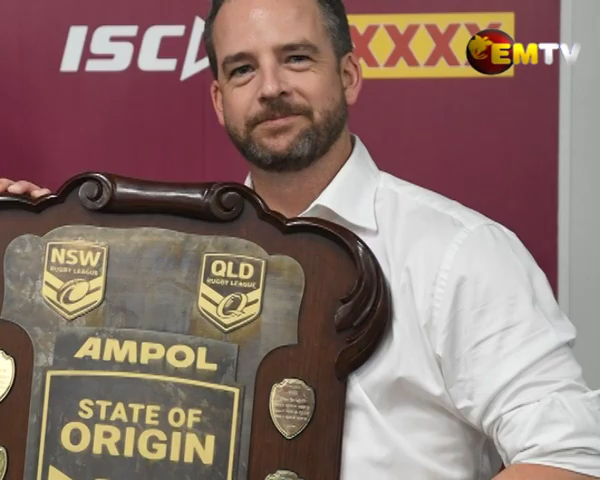 ISC
XXXX
EMTV
NSW
RUGBY LEAGUE
QLD
RUGBY LEAGUE
AMPOL
STATE OF
ORIGIN